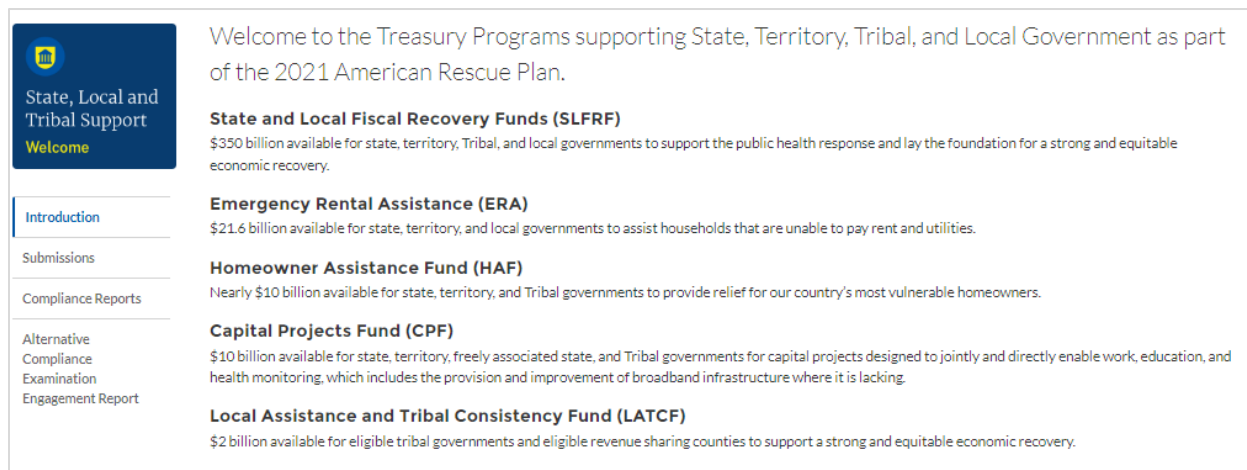 State, Local and
Tribal Support
Welcome
Introduction
Submissions
Compliance Reports
Alternative
Compliance
Examination
Engagement Report
Welcome to the Treasury Programs supporting State, Territory, Tribal, and Local Government as part
of the 2021 American Rescue Plan.
State and Local Fiscal Recovery Funds (SLFRF)
$350 billion available for state, territory, Tribal, and local governments to support the public health response and lay the foundation for a strong and equitable
economic recovery.
Emergency Rental Assistance (ERA)
$21.6 billion available for state, territory, and local governments to assist households that are unable to pay rent and utilities.
Homeowner Assistance Fund (HAF)
Nearly $10 billion available for state, territory, and Tribal governments to provide relief for our country's most vulnerable homeowners.
Capital Projects Fund (CPF)
$10 billion available for state, territory, freely associated state, and Tribal governments for capital projects designed to jointly and directly enable work, education, and
health monitoring, which includes the provision and improvement of broadband infrastructure where it is lacking.
Local Assistance and Tribal Consistency Fund (LATCF)
$2 billion available for eligible tribal governments and eligible revenue sharing counties to support a strong and equitable economic recovery.